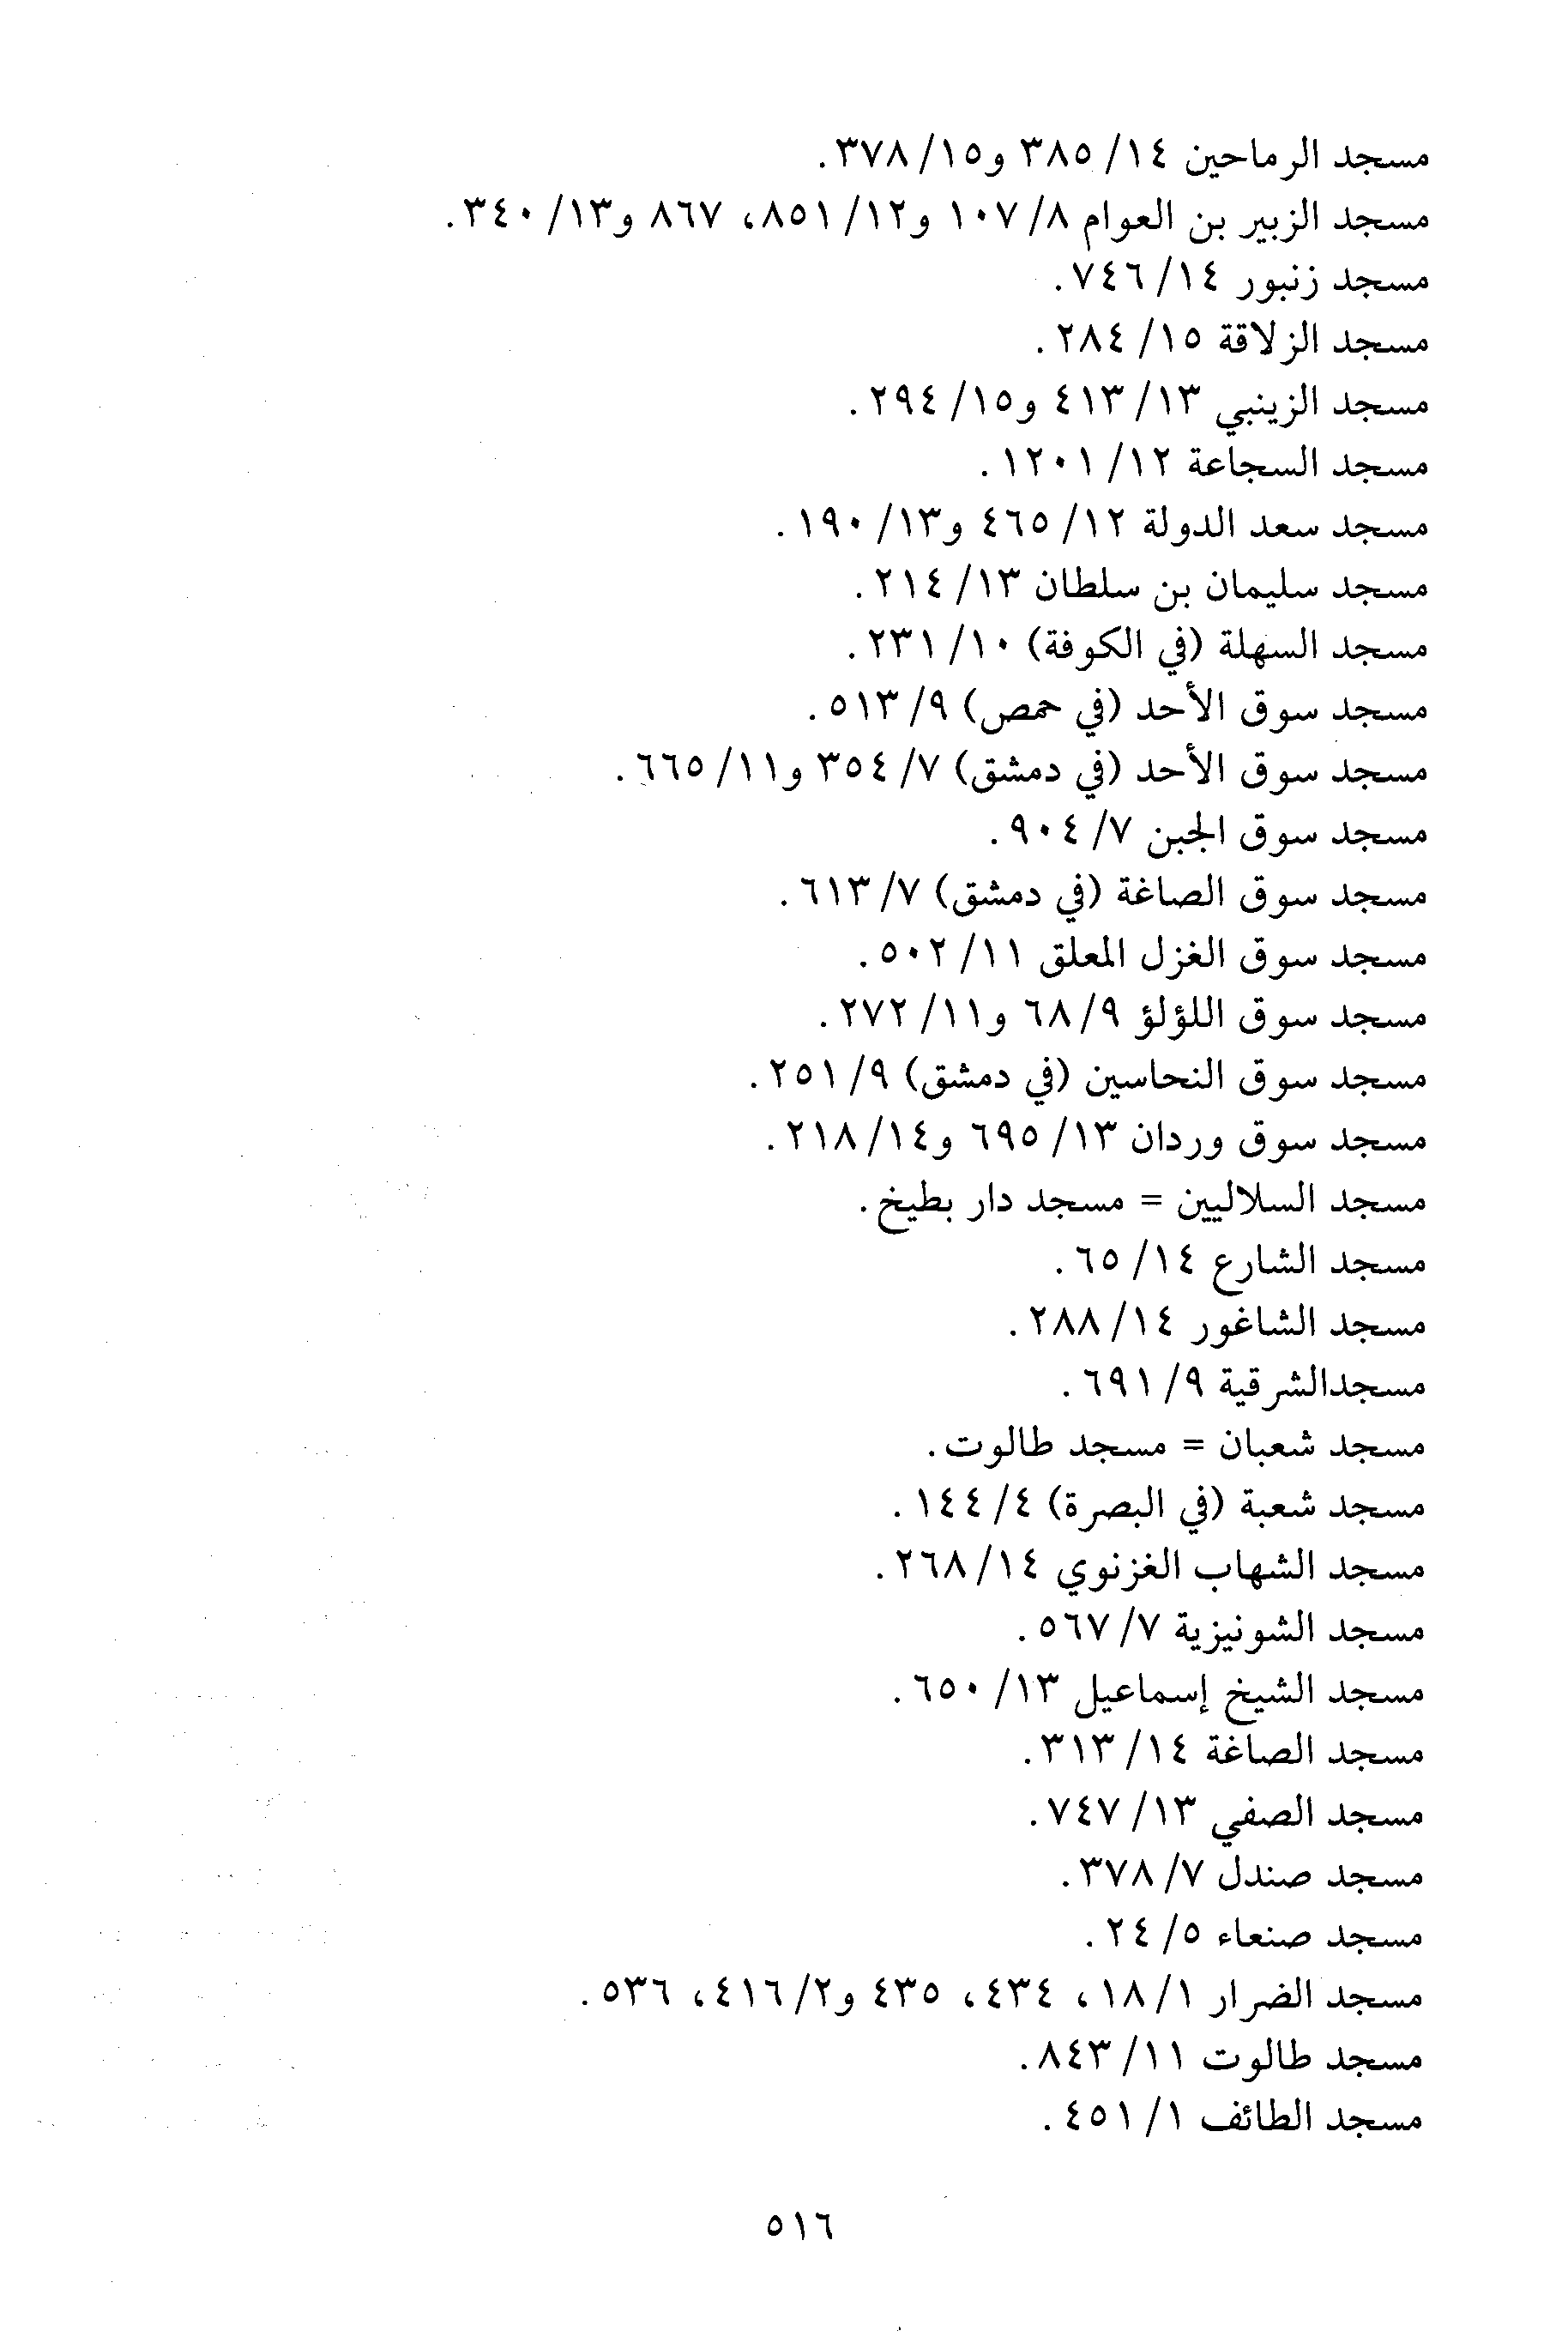 مسجد الرماحين ١٤/ ٣٨٥ و١٥/ ٣٧٨.
مسجد الزبير بن العوام ٨/ ١٠٧ و١٢/ ٨٥١، ٨٦٧ و١٣/ ٣٤٠.
مسجد زنبور ١٤/ ٧٤٦.
مسجد الزلاقة ١٥/ ٢٨٤.
مسجد الزينبي ١٣/ ٤١٣ و١٥/ ٢٩٤.
مسجد السجاعة ١٢/ ١٢٠١.
مسجد سعد الدولة ١٢/ ٤٦٥ و١٣/ ١٩٠.
مسجد سليمان بن سلطان ١٣/ ٢١٤.
مسجد السهلة (في الكوفة) ١٠/ ٢٣١.
مسجد سوق الأحد (في حمص) ٩/ ٥١٣.
مسجد سوق الأحد (في دمشق) ٧/ ٣٥٤ و١١/ ٦٦٥.
مسجد سوق الجبن ٧/ ٩٠٤.
مسجد سوق الصاغة (في دمشق) ٧/ ٦١٣.
مسجد سوق الغزل المعلق ١١/ ٥٠٢.
مسجد سوق اللؤلؤ ٩/ ٦٨ و١١/ ٢٧٢.
مسجد سوق النحاسين (في دمشق) ٩/ ٢٥١.
مسجد سوق وردان ١٣/ ٦٩٥ و١٤/ ٢١٨.
مسجد السلاليين = مسجد دار بطيخ.
مسجد الشارع ١٤/ ٦٥.
مسجد الشاغور ١٤/ ٢٨٨.
مسجدالشرقية ٩/ ٦٩١.
مسجد شعبان = مسجد طالوت.
مسجد شعبة (في البصرة) ٤/ ١٤٤.
مسجد الشهاب الغزنوي ١٤/ ٢٦٨.
مسجد الشونيزية ٧/ ٥٦٧.
مسجد الشيخ إسماعيل ١٣/ ٦٥٠.
مسجد الصاغة ١٤/ ٣١٣.
مسجد الصفي ١٣/ ٧٤٧.
مسجد صندل ٧/ ٣٧٨.
مسجد صنعاء ٥/ ٢٤.
مسجد الضرار ١/ ١٨، ٤٣٤، ٤٣٥ و٢/ ٤١٦، ٥٣٦.
مسجد طالوت ١١/ ٨٤٣.
مسجد الطائف ١/ ٤٥١.
٥١٦